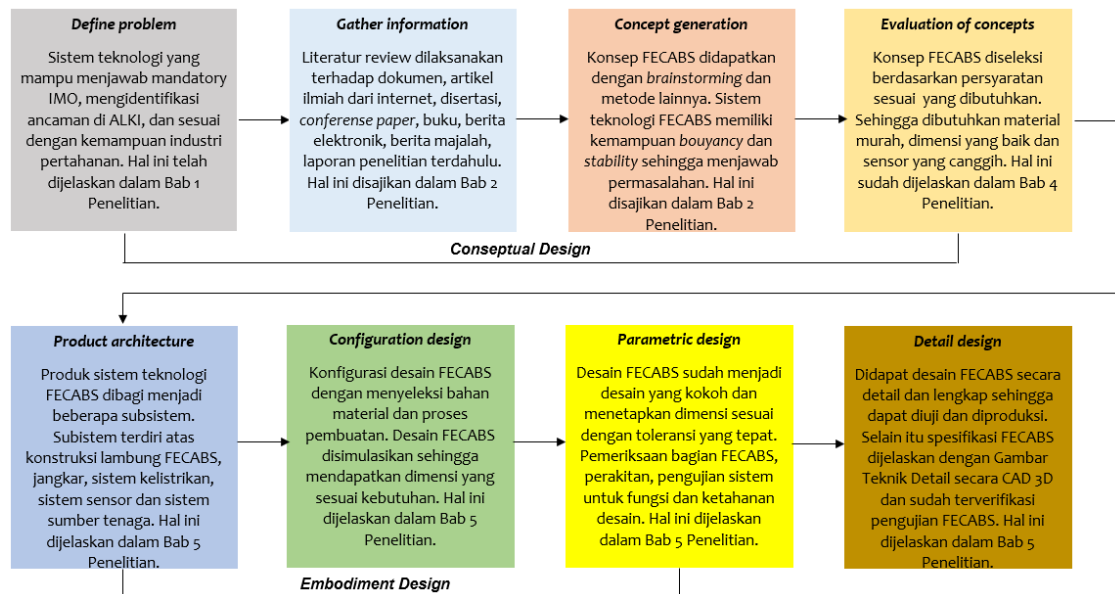 Define problem
Sistem teknologi yang
mampu menjawab mandatory
IMO, mengidentifikasi
ancaman di ALKI, dan sesuai
dengan kemampuan industri
pertahanan. Hal ini telah
dijelaskan dalam Bab 1
Penelitian.
Gather information
Literatur review dilaksanakan
terhadap dokumen, artikel
ilmiah dari internet, disertasi,
conferense paper, buku, berita
elektronik, berita majalah,
laporan penelitian terdahulu.
Hal ini disajikan dalam Bab 2
Penelitian.
Concept generation
Konsep FECABS didapatkan
dengan brainstorming dan
metode lainnya. Sistem
teknologi FECABS memiliki
kemampuan bouyancy dan
stability sehingga menjawab
permasalahan. Hal ini
disajikan dalam Bab 2
Penelitian.
Evaluation of concepts
Konsep FECABS diseleksi
berdasarkan persyaratan
sesuai yang dibutuhkan.
Sehingga dibutuhkan material
murah, dimensi yang baik dan
sensor yang canggih. Hal ini
sudah dijelaskan dalam Bab 4
Penelitian.
Conseptual Design
Product architecture
Produk sistem teknologi
FECABS dibagi menjadi
beberapa subsistem.
Subistem terdiri atas
konstruksi lambung FECABS,
jangkar, sistem kelistrikan,
sistem sensor dan sistem
sumber tenaga. Hal ini
dijelaskan dalam Bab 5
Penelitian.
Configuration design
Konfigurasi desain FECABS
dengan menyeleksi bahan
material dan proses
pembuatan. Desain FECABS
disimulasikan sehingga
mendapatkan dimensi yang
sesuai kebutuhan. Hal ini
dijelaskan dalam Bab 5
Penelitian.
Parametric design
Desain FECABS sudah menjadi
desain yang kokoh dan
menetapkan dimensi sesuai
dengan toleransi yang tepat.
Pemeriksaan bagian FECABS,
perakitan, pengujian sistem
untuk fungsi dan ketahanan
desain. Hal ini dijelaskan
dalam Bab 5 Penelitian.
Detail design
Didapat desain FECABS secara
detail dan lengkap sehingga
dapat diuji dan diproduksi.
Selain itu spesifikasi FECABS
dijelaskan dengan Gambar
Teknik Detail secara CAD 3D
dan sudah terverifikasi
pengujian FECABS. Hal ini
dijelaskan dalam Bab 5
Penelitian.
Embodiment Design